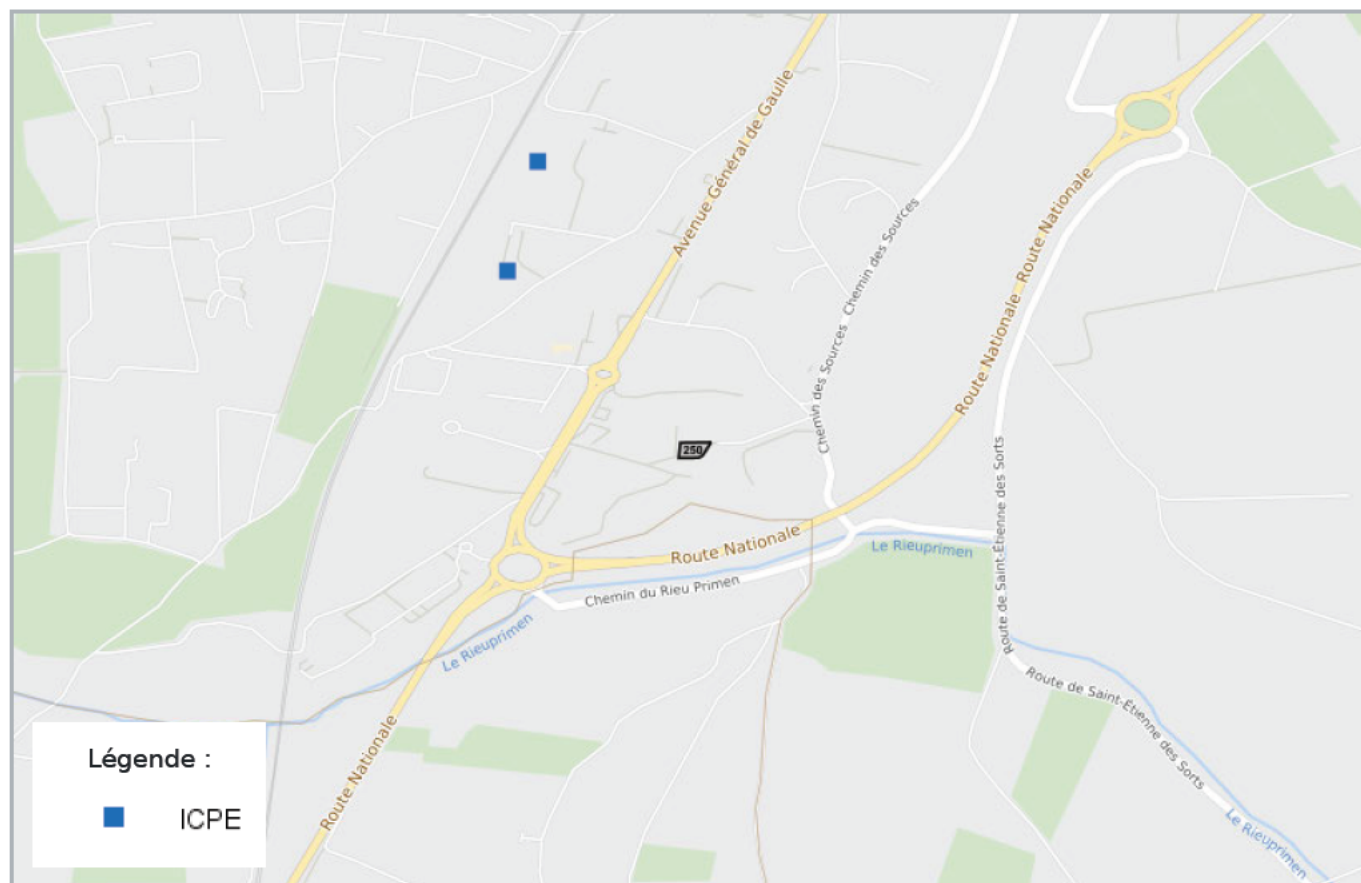 Avenue Général de Gaulle
Chemin des Sources
Chemin des Sources
Route Nationale
Route Nationale
250
Route Nationale
Le Rieuprimen
Chemin du Rieu Primen
Le Rieuprimen
Route de Saint-Étienne des Sorts
Route de Saint-Étienne des Sorts
Route Nationale
Le Rieuprimen
Légende :
ICPE